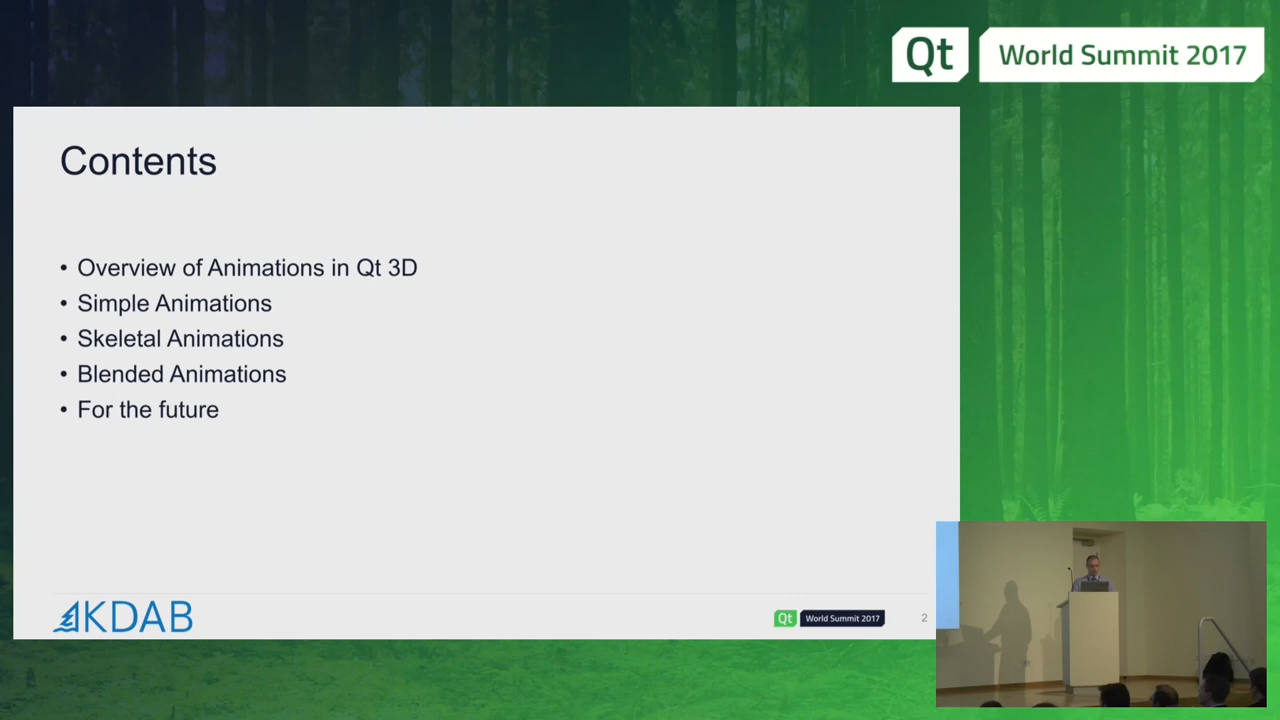 Qt
World Summit 2017
Contents
• Overview of Animations in Qt 3D
• Simple Animations
• Skeletal Animations
• Blended Animations
• For the future
KDAB
Qt World Summit 2017
2